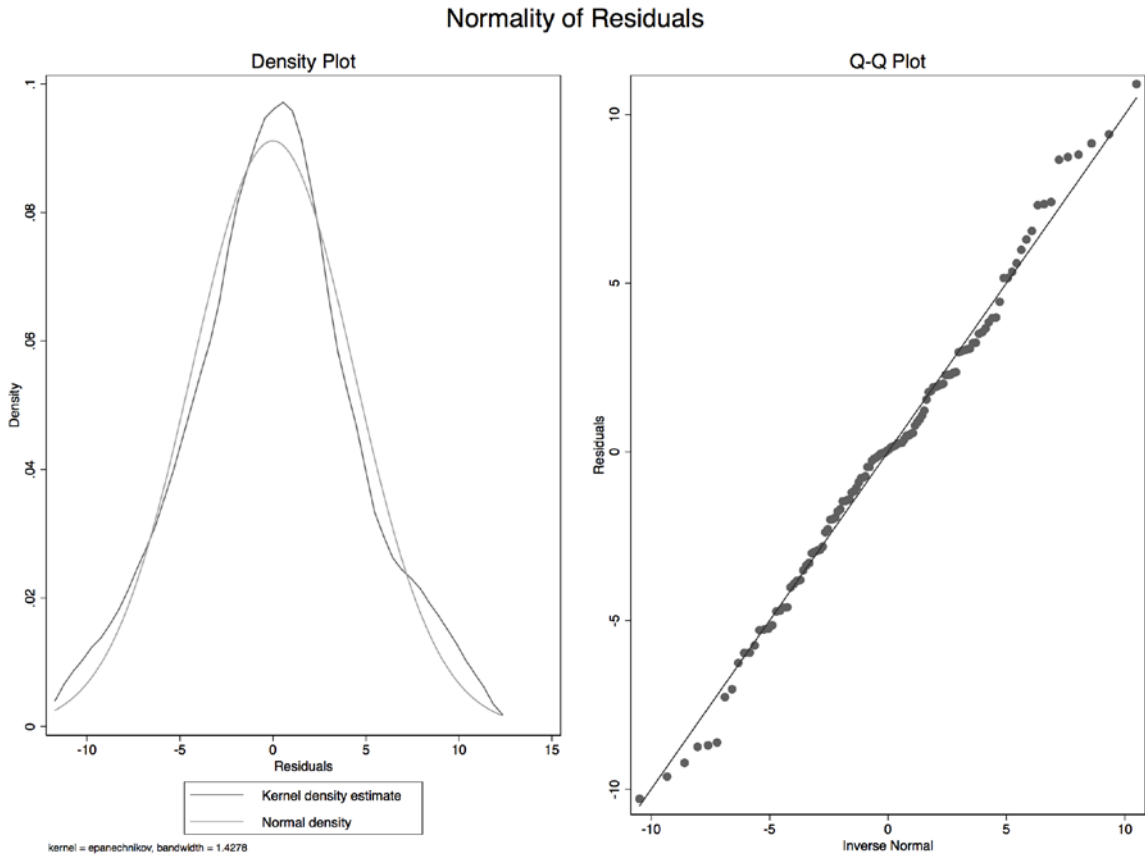 Normality of Residuals
Density Plot
.1
.08
.06
.04
.02
0
Density
-10 -5 0 5 10 15
Residuals
Kernel density estimate
Normal density
kernel = epanechnikov, bandwidth = 1.4278
Q-Q Plot
10
5
0
-5
-10
Residuals
-10 -5 0 5 10
Inverse Normal